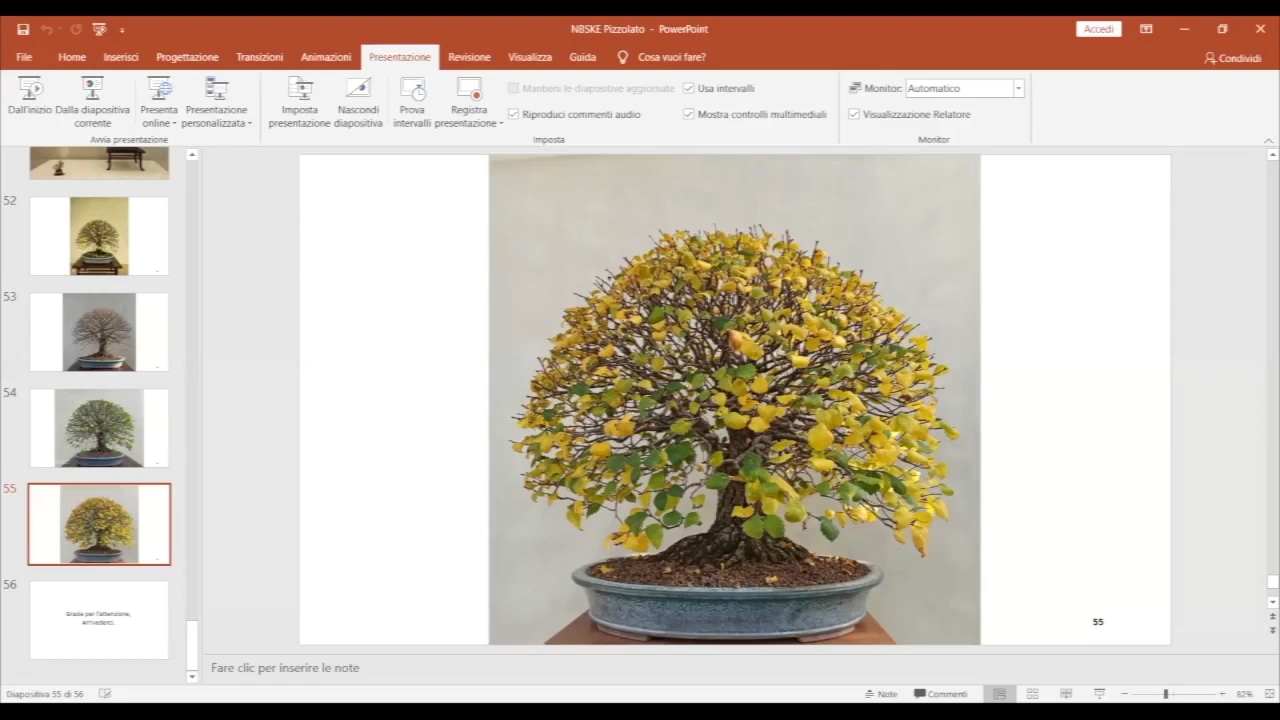 NBSKE Pizzolato - PowerPoint
Accedi
File Home Inserisci Progettazione Transizioni Animazioni Presentazione Revisione Visualizza Guida Cosa vuoi fare? Condividi
Dall'inizio
Dalla diapositiva corrente
Presenta online
Presentazione personalizzata
Avvia presentazione
Imposta presentazione
Nascondi diapositiva
Prova intervalli
Registra presentazione
Mantieni le diapositive aggiornate
Riproduci commenti audio
Usa intervalli
Mostra controlli multimediali
Imposta
Monitor: Automatico
Visualizzazione Relatore
Monitor
52
53
54
55
56
Grazie per l'attenzione,
Arrivederci.
55
Fare clic per inserire le note
Diapositiva 55 di 56
Note
Commenti
82%